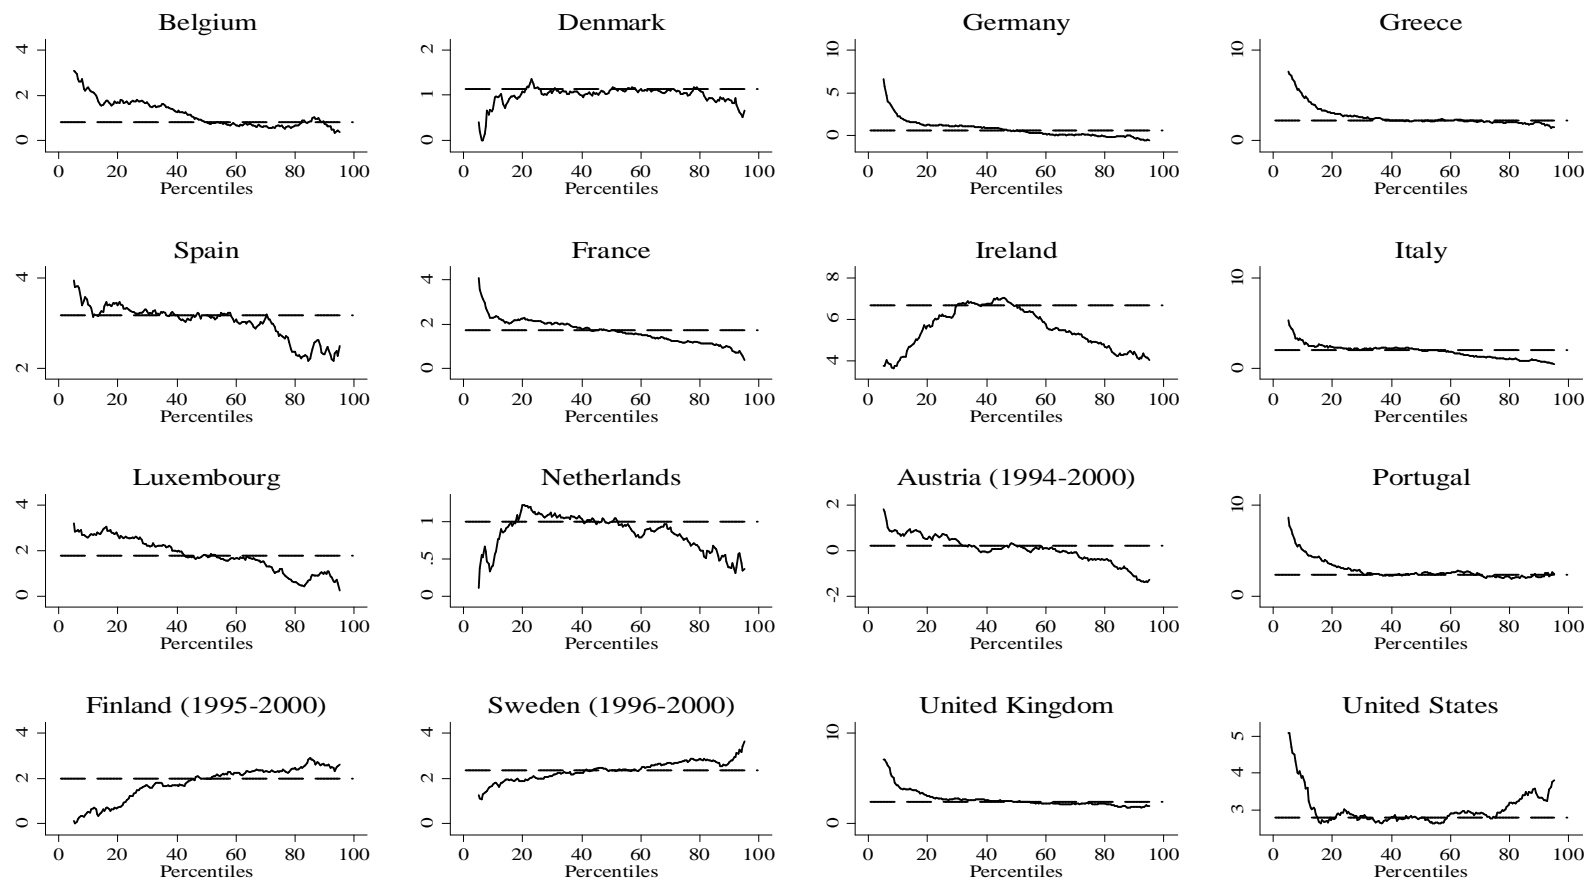 Belgium
4
2
0
0 20 40 60 80 100
Percentiles
Denmark
2
1
0
0 20 40 60 80 100
Percentiles
Germany
10
5
0
0 20 40 60 80 100
Percentiles
Greece
10
0
0 20 40 60 80 100
Percentiles
Spain
4
2
0 20 40 60 80 100
Percentiles
France
4
2
0
0 20 40 60 80 100
Percentiles
Ireland
8
6
4
0 20 40 60 80 100
Percentiles
Italy
10
0
0 20 40 60 80 100
Percentiles
Luxembourg
4
2
0
0 20 40 60 80 100
Percentiles
Netherlands
1
.5
0
0 20 40 60 80 100
Percentiles
Austria (1994-2000)
2
0
-2
0 20 40 60 80 100
Percentiles
Portugal
10
0
0 20 40 60 80 100
Percentiles
Finland (1995-2000)
4
2
0
0 20 40 60 80 100
Percentiles
Sweden (1996-2000)
4
2
0
0 20 40 60 80 100
Percentiles
United Kingdom
10
0
0 20 40 60 80 100
Percentiles
United States
5
4
3
0 20 40 60 80 100
Percentiles